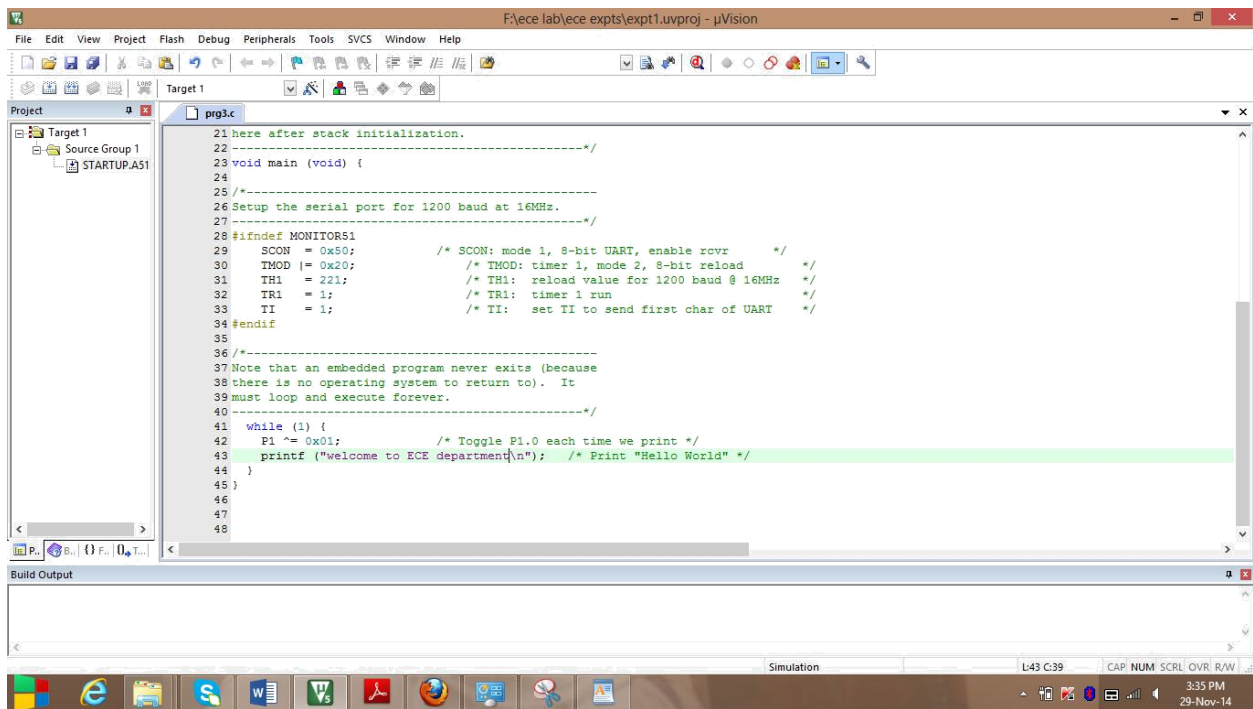 F:\ece lab\ece expts\expt1.uvproj - µVision
File Edit View Project Flash Debug Peripherals Tools SVCS Window Help
Target 1
Project
prg3.c
Target 1
Source Group 1
STARTUP.A51
21 here after stack initialization.
22 ------------------------------------------------*/
23 void main (void) {
24
25 /*------------------------------------------------
26 Setup the serial port for 1200 baud at 16MHz.
27 ------------------------------------------------*/
28 #ifndef MONITOR51
29     SCON  = 0x50;           /* SCON: mode 1, 8-bit UART, enable rcvr      */
30     TMOD |= 0x20;               /* TMOD: timer 1, mode 2, 8-bit reload        */
31     TH1   = 221;                /* TH1:  reload value for 1200 baud @ 16MHz   */
32     TR1   = 1;                  /* TR1:  timer 1 run                          */
33     TI    = 1;                  /* TI:   set TI to send first char of UART    */
34 #endif
35
36 /*------------------------------------------------
37 Note that an embedded program never exits (because
38 there is no operating system to return to).  It
39 must loop and execute forever.
40 ------------------------------------------------*/
41   while (1) {
42     P1 ^= 0x01;             /* Toggle P1.0 each time we print */
43     printf ("welcome to ECE department\n");   /* Print "Hello World" */
44   }
45 }
46
47
48
P.. B.. {} F.. 0 T...
Build Output
Simulation L:43 C:39 CAP NUM SCRL OVR R/W
3:35 PM
29-Nov-14